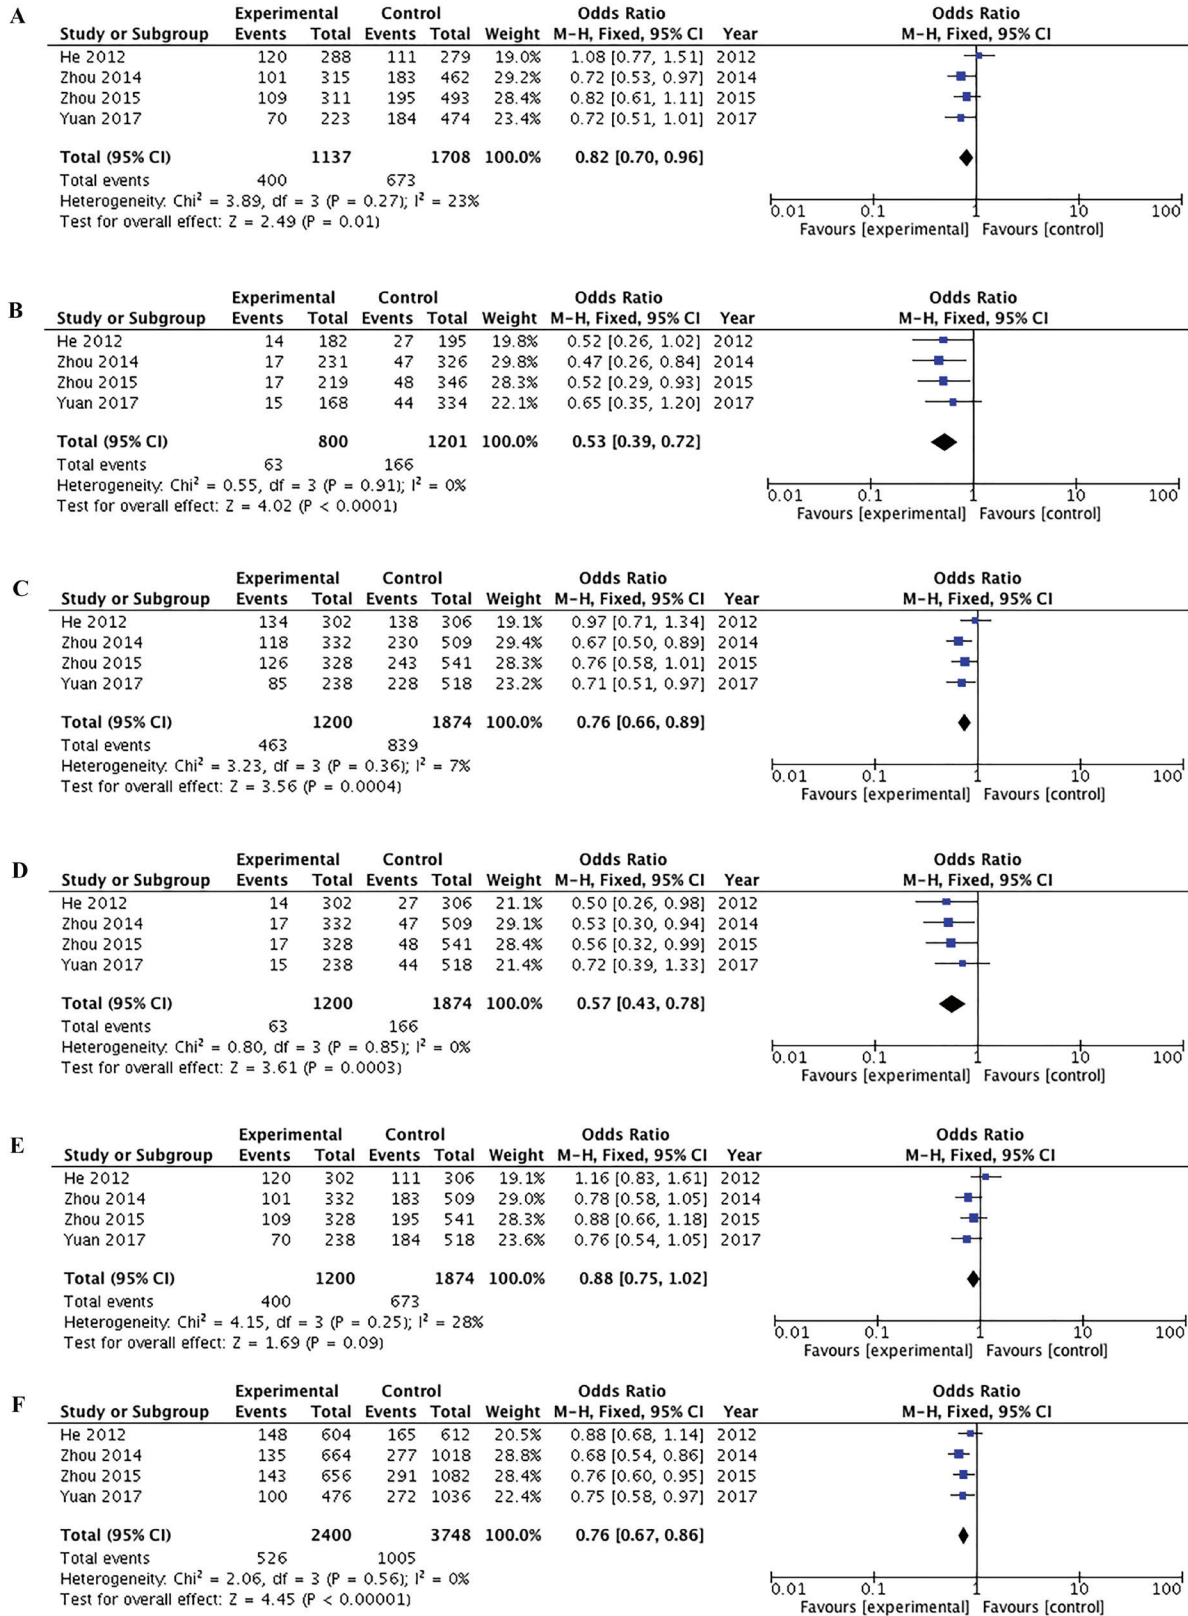 A
Experimental Control Odds Ratio Odds Ratio
Study or Subgroup Events Total Events Total Weight M-H, Fixed, 95% CI Year M-H, Fixed, 95% CI
He 2012 120 288 111 279 19.0% 1.08 [0.77, 1.51] 2012
Zhou 2014 101 315 183 462 29.2% 0.72 [0.53, 0.97] 2014
Zhou 2015 109 311 195 493 28.4% 0.82 [0.61, 1.11] 2015
Yuan 2017 70 223 184 474 23.4% 0.72 [0.51, 1.01] 2017
Total (95% CI) 1137 1708 100.0% 0.82 [0.70, 0.96]
Total events 400 673
Heterogeneity: Chi² = 3.89, df = 3 (P = 0.27); I² = 23%
Test for overall effect: Z = 2.49 (P = 0.01)
0.01 0.1 1 10 100
Favours [experimental] Favours [control]
B
Experimental Control Odds Ratio Odds Ratio
Study or Subgroup Events Total Events Total Weight M-H, Fixed, 95% CI Year M-H, Fixed, 95% CI
He 2012 14 182 27 195 19.8% 0.52 [0.26, 1.02] 2012
Zhou 2014 17 231 47 326 29.8% 0.47 [0.26, 0.84] 2014
Zhou 2015 17 219 48 346 28.3% 0.52 [0.29, 0.93] 2015
Yuan 2017 15 168 44 334 22.1% 0.65 [0.35, 1.20] 2017
Total (95% CI) 800 1201 100.0% 0.53 [0.39, 0.72]
Total events 63 166
Heterogeneity: Chi² = 0.55, df = 3 (P = 0.91); I² = 0%
Test for overall effect: Z = 4.02 (P < 0.0001)
0.01 0.1 1 10 100
Favours [experimental] Favours [control]
C
Experimental Control Odds Ratio Odds Ratio
Study or Subgroup Events Total Events Total Weight M-H, Fixed, 95% CI Year M-H, Fixed, 95% CI
He 2012 134 302 138 306 19.1% 0.97 [0.71, 1.34] 2012
Zhou 2014 118 332 230 509 29.4% 0.67 [0.50, 0.89] 2014
Zhou 2015 126 328 243 541 28.3% 0.76 [0.58, 1.01] 2015
Yuan 2017 85 238 228 518 23.2% 0.71 [0.51, 0.97] 2017
Total (95% CI) 1200 1874 100.0% 0.76 [0.66, 0.89]
Total events 463 839
Heterogeneity: Chi² = 3.23, df = 3 (P = 0.36); I² = 7%
Test for overall effect: Z = 3.56 (P = 0.0004)
0.01 0.1 1 10 100
Favours [experimental] Favours [control]
D
Experimental Control Odds Ratio Odds Ratio
Study or Subgroup Events Total Events Total Weight M-H, Fixed, 95% CI Year M-H, Fixed, 95% CI
He 2012 14 302 27 306 21.1% 0.50 [0.26, 0.98] 2012
Zhou 2014 17 332 47 509 29.1% 0.53 [0.30, 0.94] 2014
Zhou 2015 17 328 48 541 28.4% 0.56 [0.32, 0.99] 2015
Yuan 2017 15 238 44 518 21.4% 0.72 [0.39, 1.33] 2017
Total (95% CI) 1200 1874 100.0% 0.57 [0.43, 0.78]
Total events 63 166
Heterogeneity: Chi² = 0.80, df = 3 (P = 0.85); I² = 0%
Test for overall effect: Z = 3.61 (P = 0.0003)
0.01 0.1 1 10 100
Favours [experimental] Favours [control]
E
Experimental Control Odds Ratio Odds Ratio
Study or Subgroup Events Total Events Total Weight M-H, Fixed, 95% CI Year M-H, Fixed, 95% CI
He 2012 120 302 111 306 19.1% 1.16 [0.83, 1.61] 2012
Zhou 2014 101 332 183 509 29.0% 0.78 [0.58, 1.05] 2014
Zhou 2015 109 328 195 541 28.3% 0.88 [0.66, 1.18] 2015
Yuan 2017 70 238 184 518 23.6% 0.76 [0.54, 1.05] 2017
Total (95% CI) 1200 1874 100.0% 0.88 [0.75, 1.02]
Total events 400 673
Heterogeneity: Chi² = 4.15, df = 3 (P = 0.25); I² = 28%
Test for overall effect: Z = 1.69 (P = 0.09)
0.01 0.1 1 10 100
Favours [experimental] Favours [control]
F
Experimental Control Odds Ratio Odds Ratio
Study or Subgroup Events Total Events Total Weight M-H, Fixed, 95% CI Year M-H, Fixed, 95% CI
He 2012 148 604 165 612 20.5% 0.88 [0.68, 1.14] 2012
Zhou 2014 135 664 277 1018 28.8% 0.68 [0.54, 0.86] 2014
Zhou 2015 143 656 291 1082 28.4% 0.76 [0.60, 0.95] 2015
Yuan 2017 100 476 272 1036 22.4% 0.75 [0.58, 0.97] 2017
Total (95% CI) 2400 3748 100.0% 0.76 [0.67, 0.86]
Total events 526 1005
Heterogeneity: Chi² = 2.06, df = 3 (P = 0.56); I² = 0%
Test for overall effect: Z = 4.45 (P < 0.00001)
0.01 0.1 1 10 100
Favours [experimental] Favours [control]